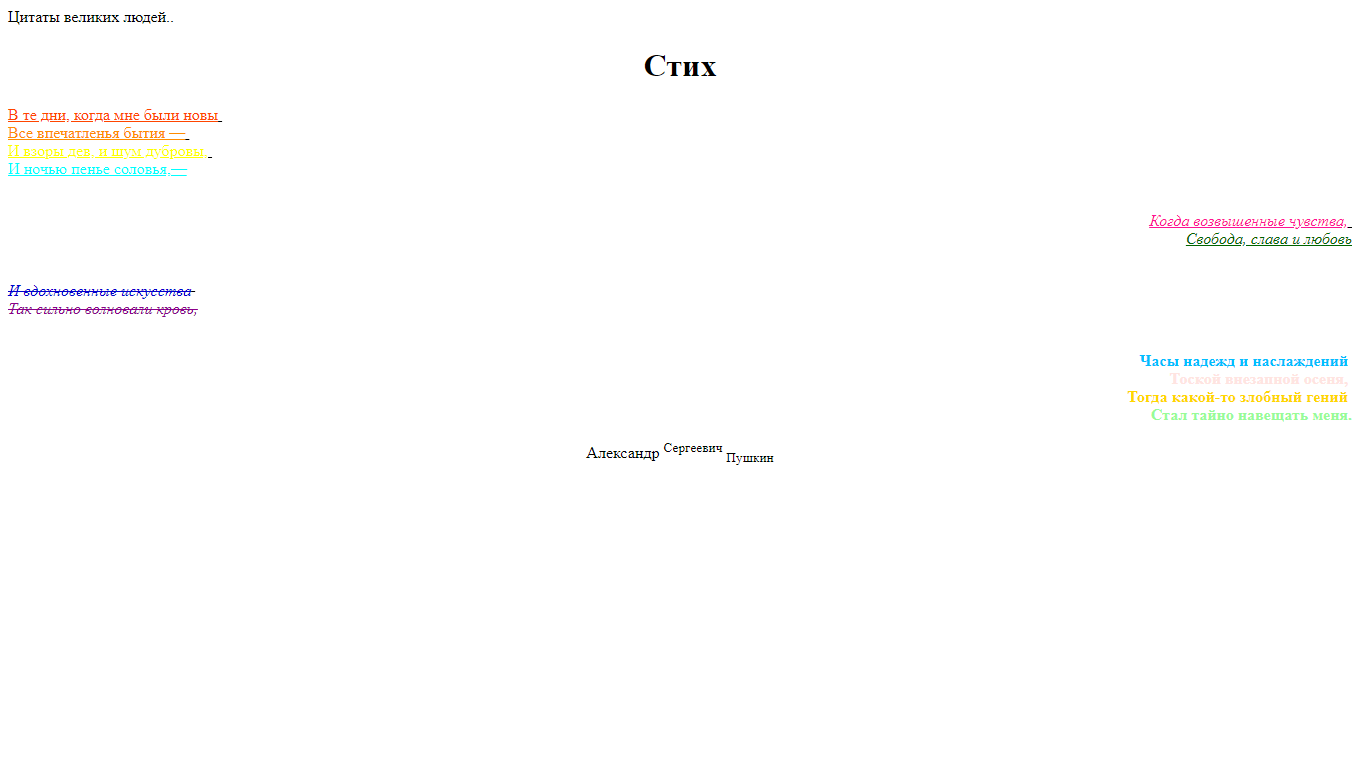 Цитаты великих людей..
Стих
В те дни, когда мне были новы
Все впечатленья бытия —
И взоры дев, и шум дубровы,
И ночью пенье соловья,—
Когда возвышенные чувства,
Свобода, слава и любовь
И вдохновенные искусства
Так сильно волновали кровь,
Часы надежд и наслаждений
Тоской внезапной осеня,
Тогда какой-то злобный гений
Стал тайно навещать меня.
Александр Сергеевич Пушкин